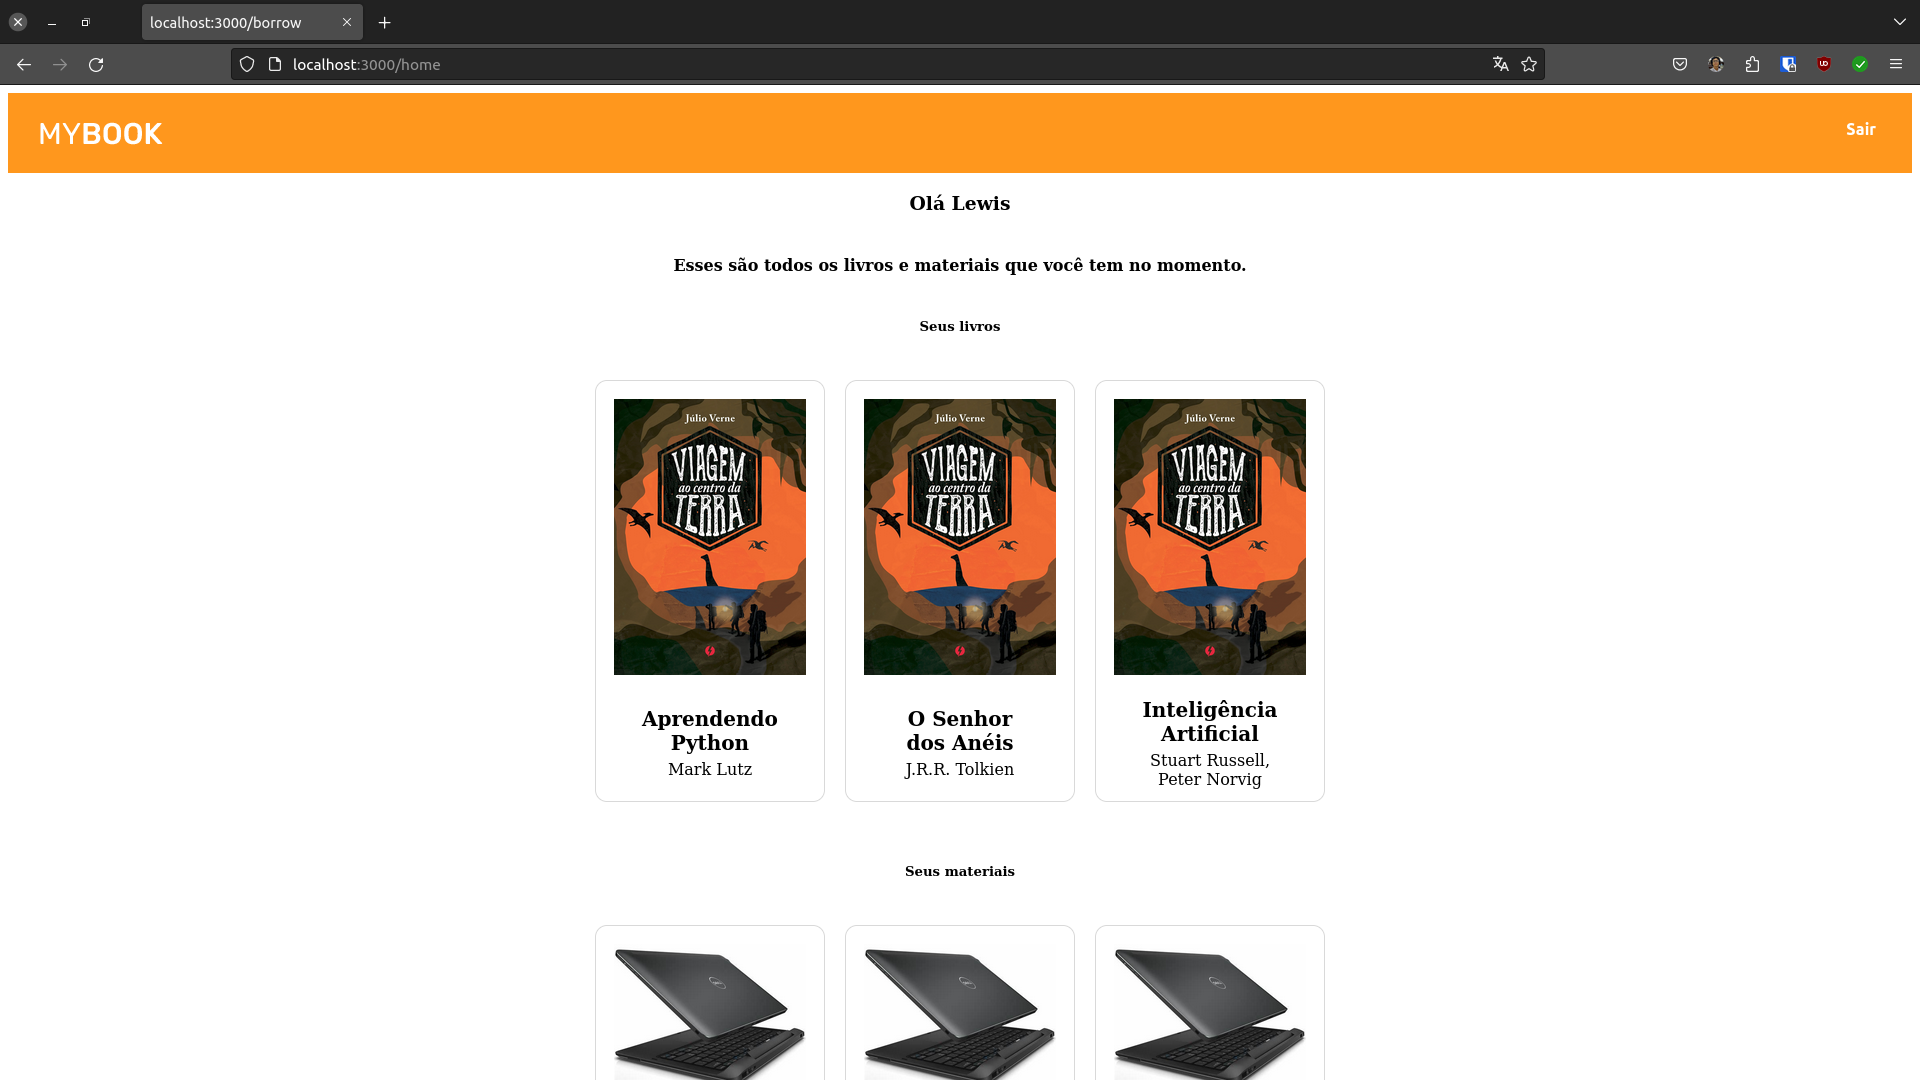 localhost:3000/borrow
localhost:3000/home
MYBOOK
Sair
Olá Lewis
Esses são todos os livros e materiais que você tem no momento.
Seus livros
Júlio Verne
VIAGEM
ao centro da
TERRA
Aprendendo
Python
Mark Lutz
Júlio Verne
VIAGEM
ao centro da
TERRA
O Senhor
dos Anéis
J.R.R. Tolkien
Júlio Verne
VIAGEM
ao centro da
TERRA
Inteligência
Artificial
Stuart Russell,
Peter Norvig
Seus materiais